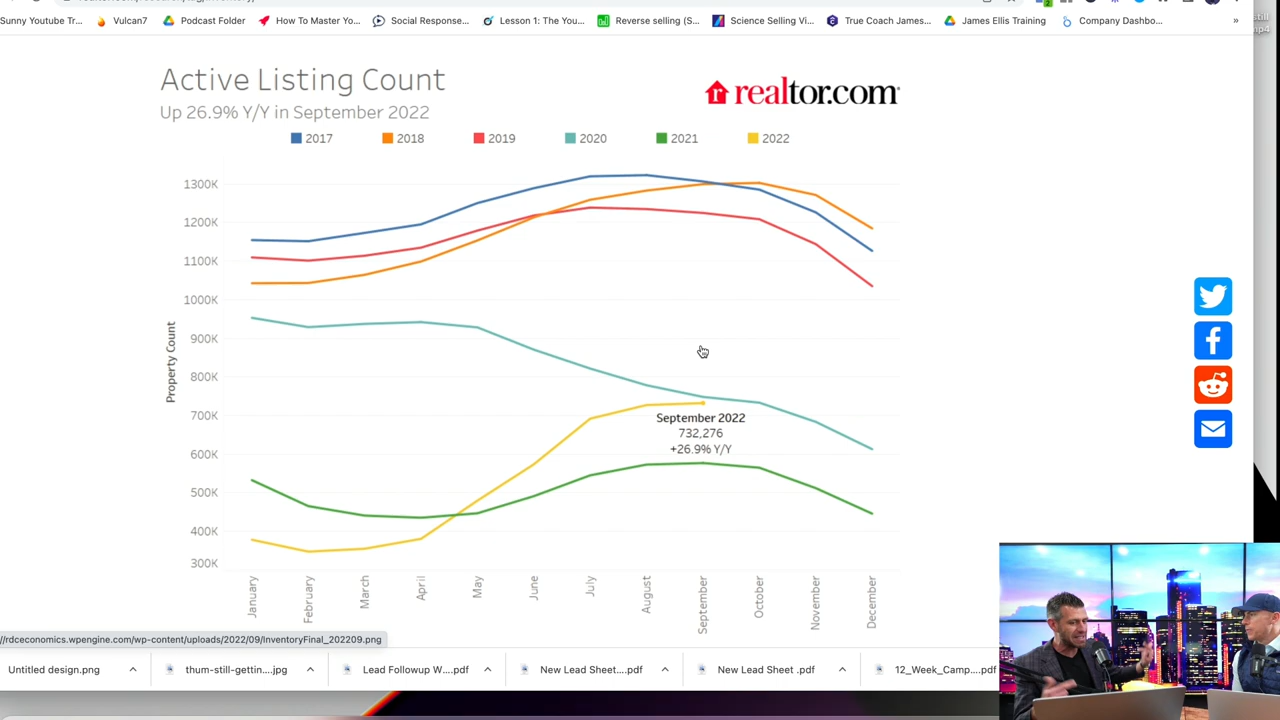 Sunny Youtube Tr...
Vulcan7
Podcast Folder
How To Master Yo...
Social Response...
Lesson 1: The You...
Reverse selling (S...
Science Selling Vi...
True Coach James...
James Ellis Training
Company Dashbo...
»
Active Listing Count
realtor.com
Up 26.9% Y/Y in September 2022
2017
2018
2019
2020
2021
2022
1300K
1200K
1100K
1000K
900K
800K
700K
600K
500K
400K
300K
Property Count
September 2022
732,276
+26.9% Y/Y
January
February
March
April
May
June
July
August
September
October
November
December
//rdceconomics.wpengine.com/wp-content/uploads/2022/09/InventoryFinal_202209.png
Untitled design.png
thum-still-gettin....jpg
Lead Followup W....pdf
New Lead Sheet....pdf
New Lead Sheet .pdf
12_Week_Camp....pdf